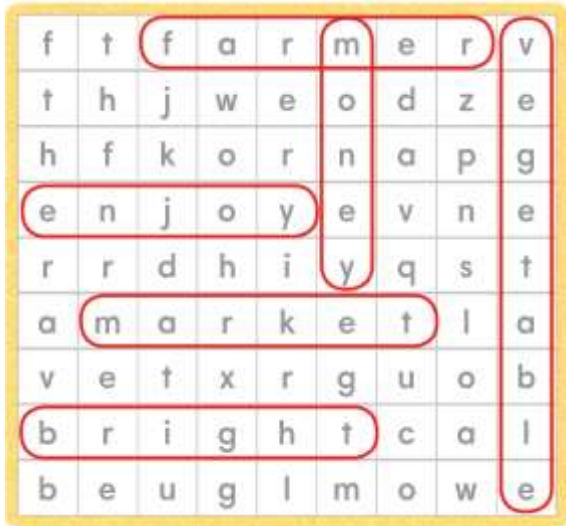 f t f a r m e r v
t h j w e o d z e
h f k o r n a p g
e n j o y e v n e
r r d h i y q s t
a m a r k e t l a
v e t x r g u o b
b r i g h t c a l
b e u g l m o w e